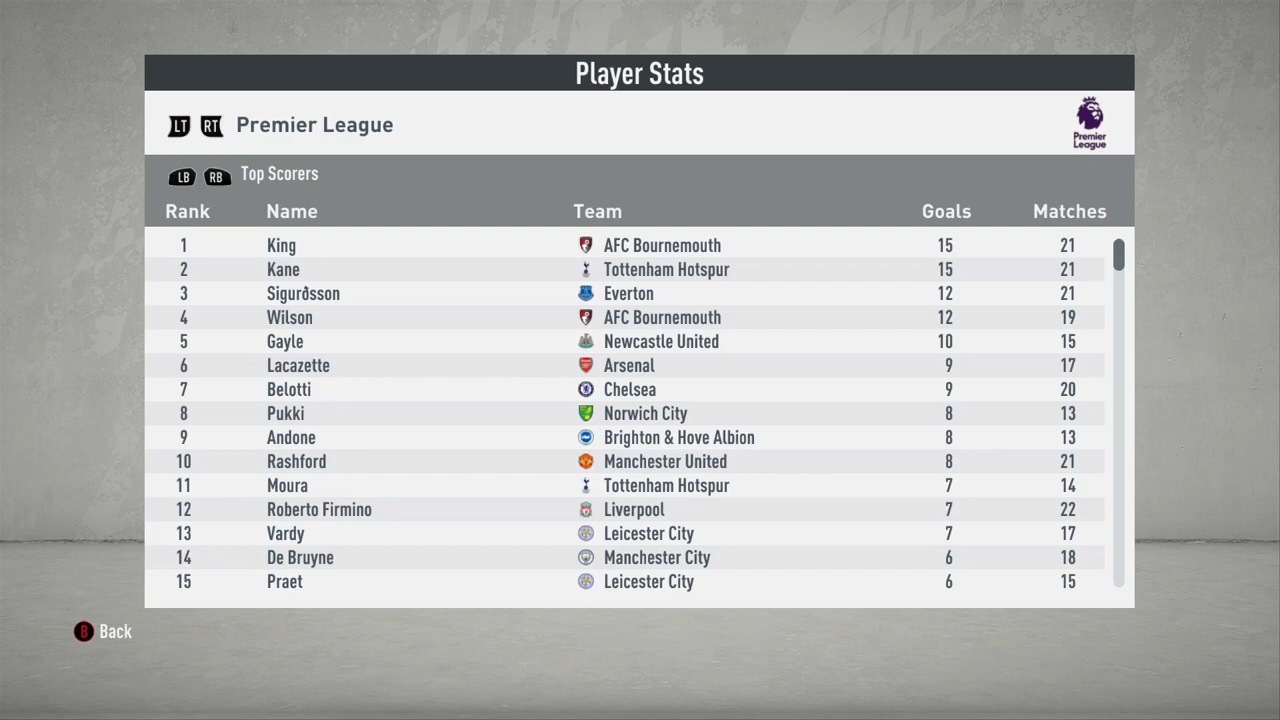 Player Stats
LT RT Premier League
Premier League
LB RB Top Scorers
Rank Name Team Goals Matches
1 King AFC Bournemouth 15 21
2 Kane Tottenham Hotspur 15 21
3 Sigurðsson Everton 12 21
4 Wilson AFC Bournemouth 12 19
5 Gayle Newcastle United 10 15
6 Lacazette Arsenal 9 17
7 Belotti Chelsea 9 20
8 Pukki Norwich City 8 13
9 Andone Brighton & Hove Albion 8 13
10 Rashford Manchester United 8 21
11 Moura Tottenham Hotspur 7 14
12 Roberto Firmino Liverpool 7 22
13 Vardy Leicester City 7 17
14 De Bruyne Manchester City 6 18
15 Praet Leicester City 6 15
B Back